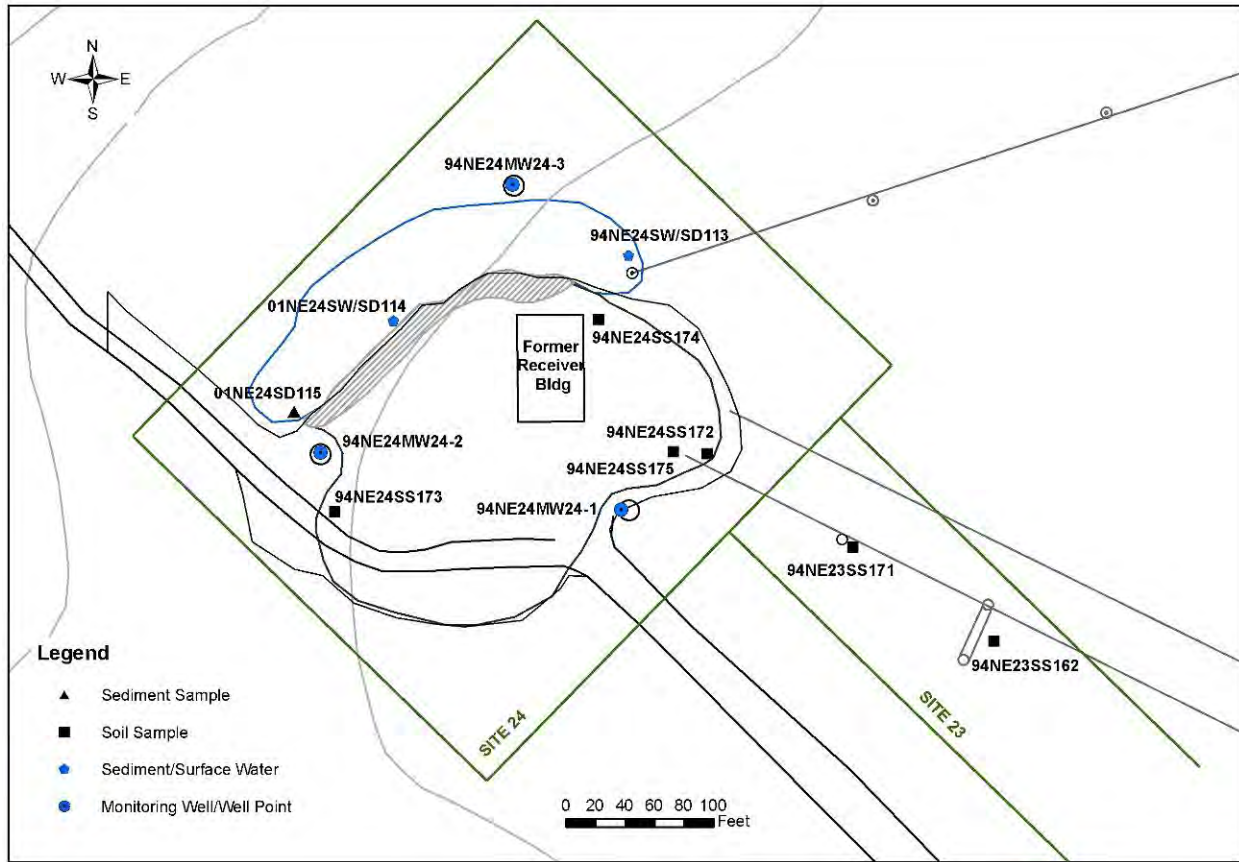 N
W E
S
94NE24MW24-3
94NE24SW/SD113
01NE24SW/SD114
94NE24SS174
Former
Receiver
Bldg
01NE24SD115
94NE24MW24-2
94NE24SS172
94NE24SS175
94NE24SS173
94NE24MW24-1
94NE23SS171
94NE23SS162
SITE 24
SITE 23
Legend
Sediment Sample
Soil Sample
Sediment/Surface Water
Monitoring Well/Well Point
0 20 40 60 80 100
Feet